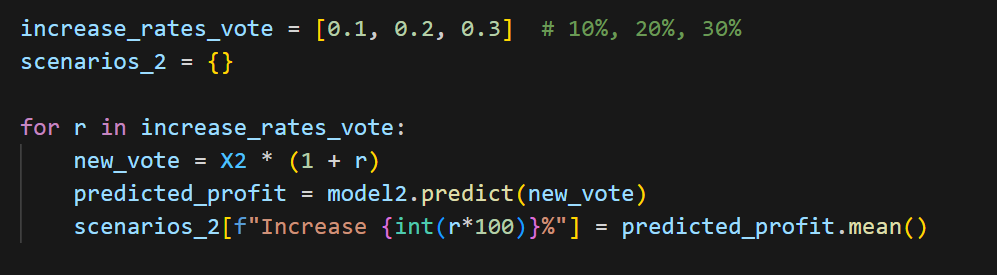 increase_rates_vote = [0.1, 0.2, 0.3]  # 10%, 20%, 30%
scenarios_2 = {}

for r in increase_rates_vote:
    new_vote = X2 * (1 + r)
    predicted_profit = model2.predict(new_vote)
    scenarios_2[f"Increase {int(r*100)}%"] = predicted_profit.mean()